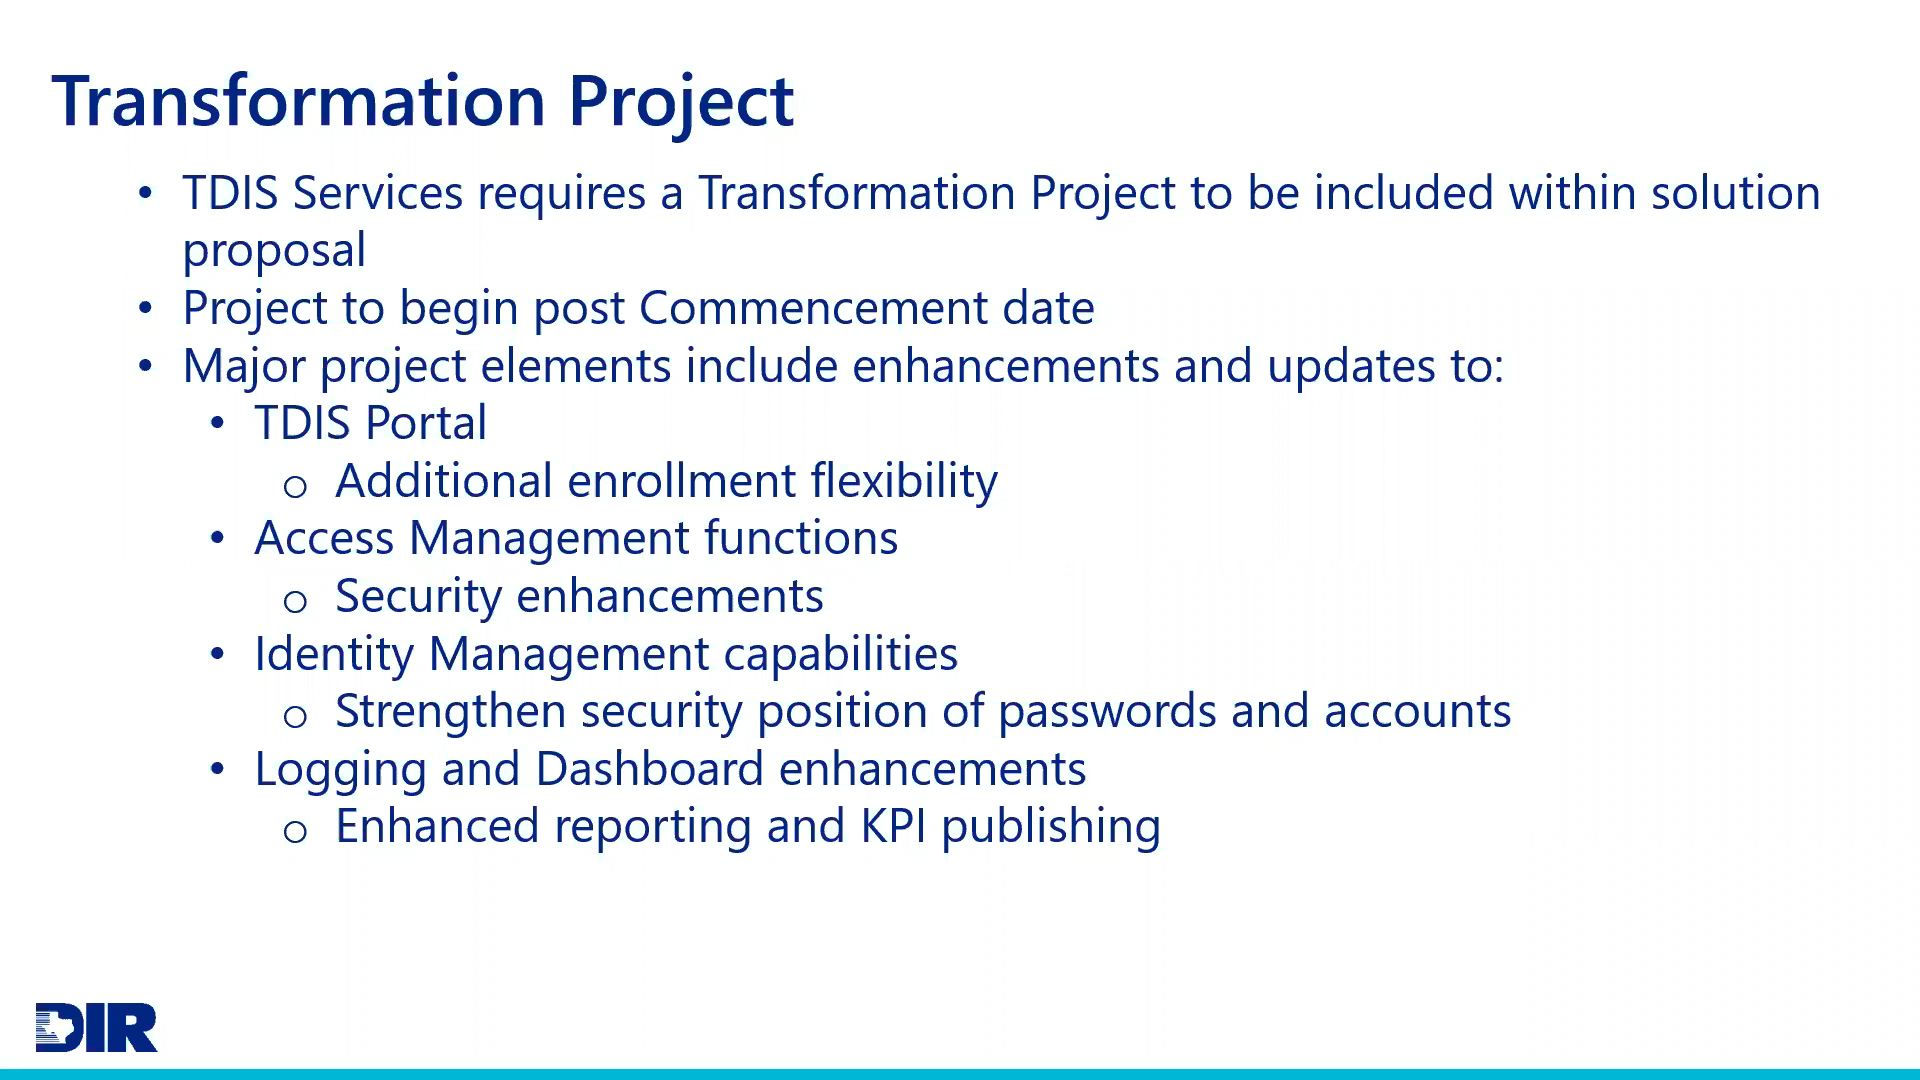 Transformation Project
• TDIS Services requires a Transformation Project to be included within solution
proposal
• Project to begin post Commencement date
• Major project elements include enhancements and updates to:
• TDIS Portal
o Additional enrollment flexibility
• Access Management functions
o Security enhancements
• Identity Management capabilities
o Strengthen security position of passwords and accounts
• Logging and Dashboard enhancements
o Enhanced reporting and KPI publishing
DIR